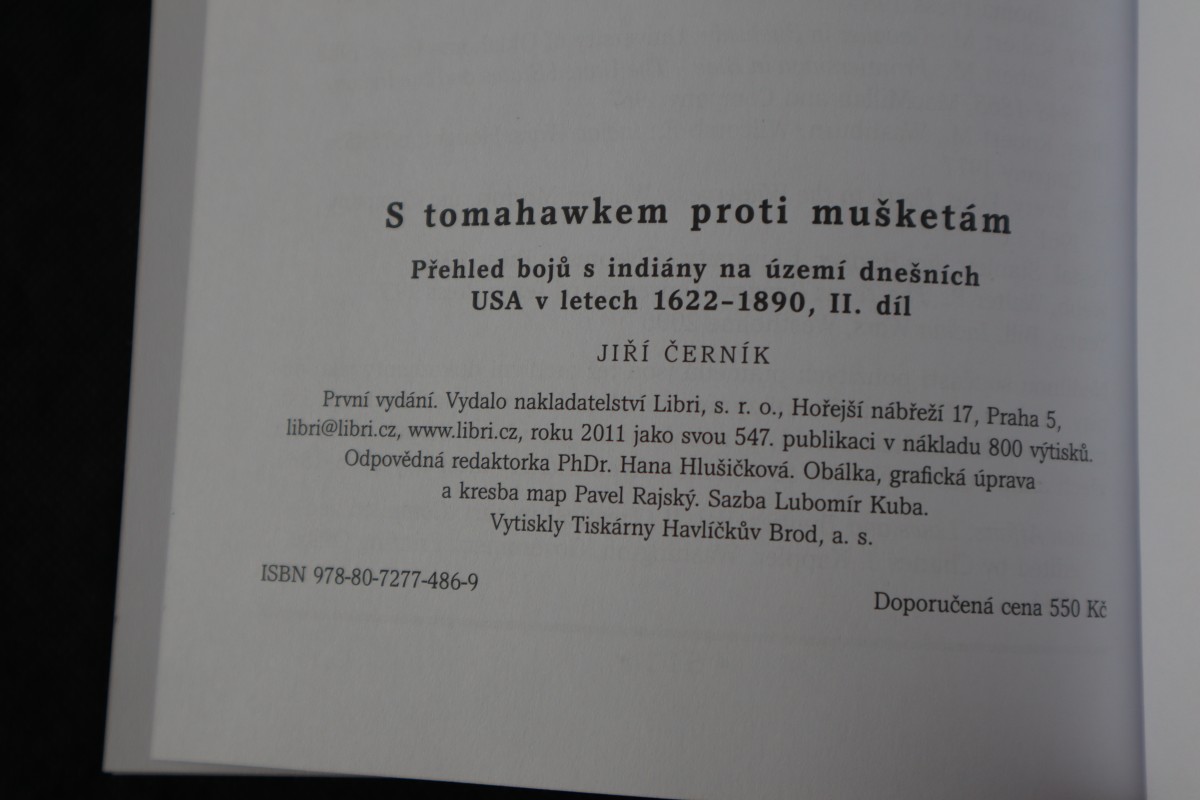 S tomahawkem proti mušketám
Přehled bojů s indiány na území dnešních
USA v letech 1622–1890, II. díl
JIŘÍ ČERNÍK
První vydání. Vydalo nakladatelství Libri, s. r. o., Hořejší nábřeží 17, Praha 5,
libri@libri.cz, www.libri.cz, roku 2011 jako svou 547. publikaci v nákladu 800 výtisků.
Odpovědná redaktorka PhDr. Hana Hlušičková. Obálka, grafická úprava
a kresba map Pavel Rajský. Sazba Lubomír Kuba.
Vytiskly Tiskárny Havlíčkův Brod, a. s.
ISBN 978-80-7277-486-9
Doporučená cena 550 Kč